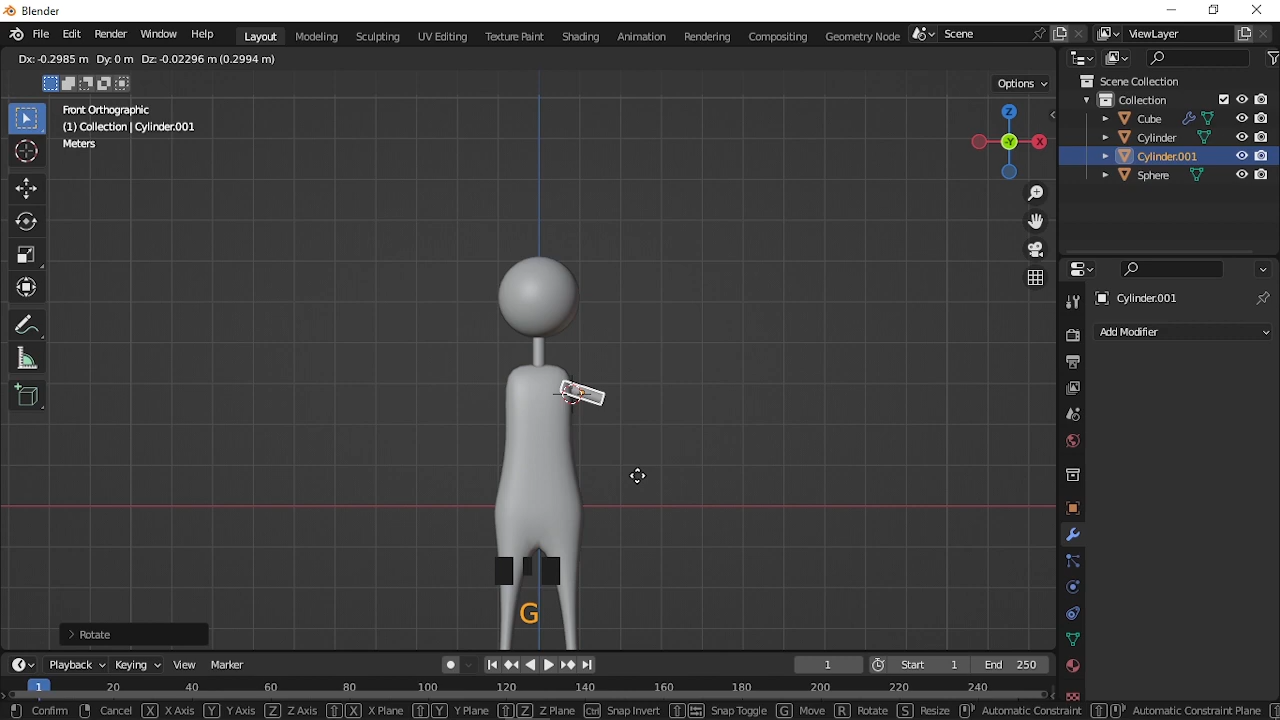 Blender
File Edit Render Window Help Layout Modeling Sculpting UV Editing Texture Paint Shading Animation Rendering Compositing Geometry Node Scene ViewLayer
Dx: -0.2985 m Dy: 0 m Dz: -0.02296 m (0.2994 m)
Options
Front Orthographic
(1) Collection | Cylinder.001
Meters
Z
X
-Y
Scene Collection
Collection
Cube
Cylinder
Cylinder.001
Sphere
Cylinder.001
Add Modifier
G
Rotate
Playback Keying View Marker 1 Start 1 End 250
1 20 40 60 80 100 120 140 160 180 200 220 240
Confirm Cancel X X Axis Y Y Axis Z Z Axis X X Plane Y Y Plane Z Z Plane Ctrl Snap Invert Snap Toggle G Move R Rotate S Resize Automatic Constraint Automatic Constraint Plane